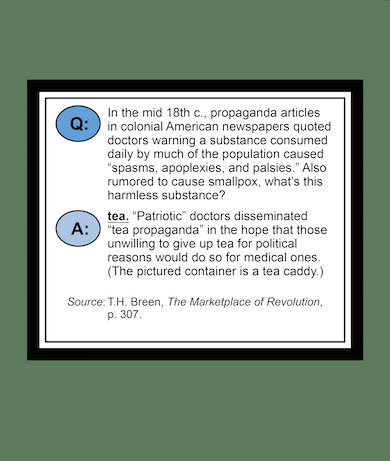 Q:
In the mid 18th c., propaganda articles
in colonial American newspapers quoted
doctors warning a substance consumed
daily by much of the population caused
“spasms, apoplexies, and palsies.” Also
rumored to cause smallpox, what’s this
harmless substance?
A:
tea. “Patriotic” doctors disseminated
“tea propaganda” in the hope that those
unwilling to give up tea for political
reasons would do so for medical ones.
(The pictured container is a tea caddy.)
Source: T.H. Breen, The Marketplace of Revolution,
p. 307.